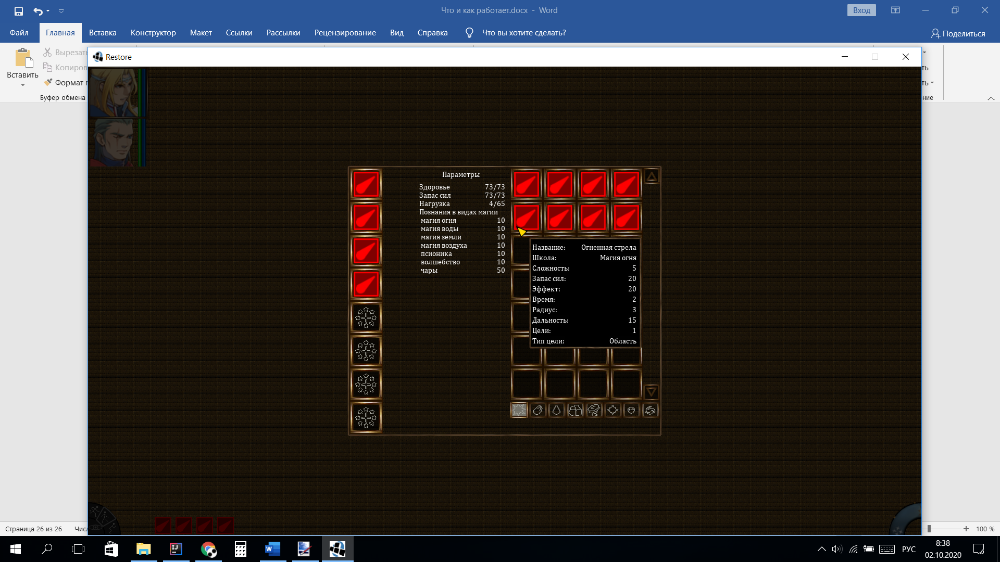 Что и как работает.docx - Word
Вход
Файл Главная Вставка Конструктор Макет Ссылки Рассылки Рецензирование Вид Справка Что вы хотите сделать? Поделиться
Вставить
Вырезать
Копиров
Формат п
Буфер обмена
ть
ть
ние
Restore
Параметры
Здоровье 73/73
Запас сил 73/73
Нагрузка 4/65
Познания в видах магии
магия огня 10
магия воды 10
магия земли 10
магия воздуха 10
псионика 10
волшебство 10
чары 50
Название: Огненная стрела
Школа: Магия огня
Сложность: 5
Запас сил: 20
Эффект: 20
Время: 2
Радиус: 3
Дальность: 15
Цели: 1
Тип цели: Область
Страница 26 из 26 Числ
100 %
РУС
8:38
02.10.2020